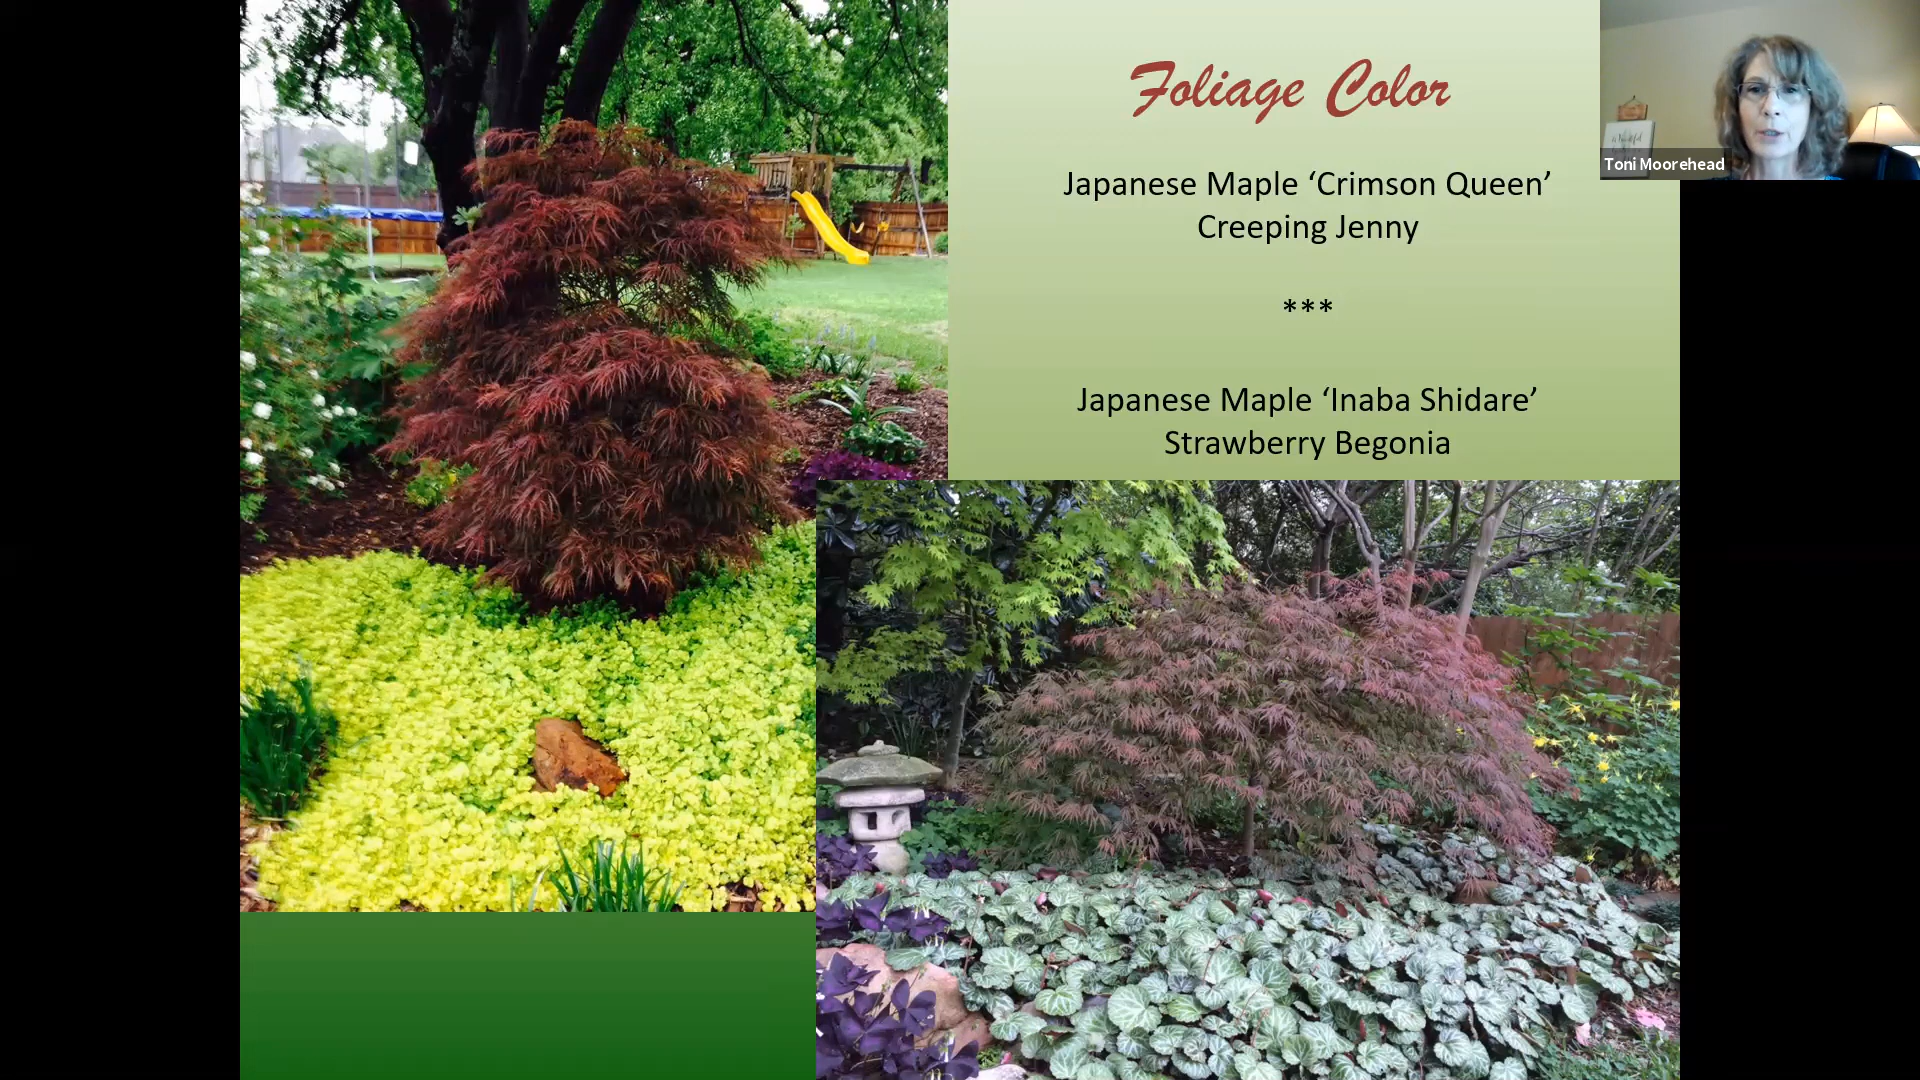 Foliage Color
Japanese Maple ‘Crimson Queen’
Creeping Jenny
***
Japanese Maple ‘Inaba Shidare’
Strawberry Begonia
Toni Moorehead